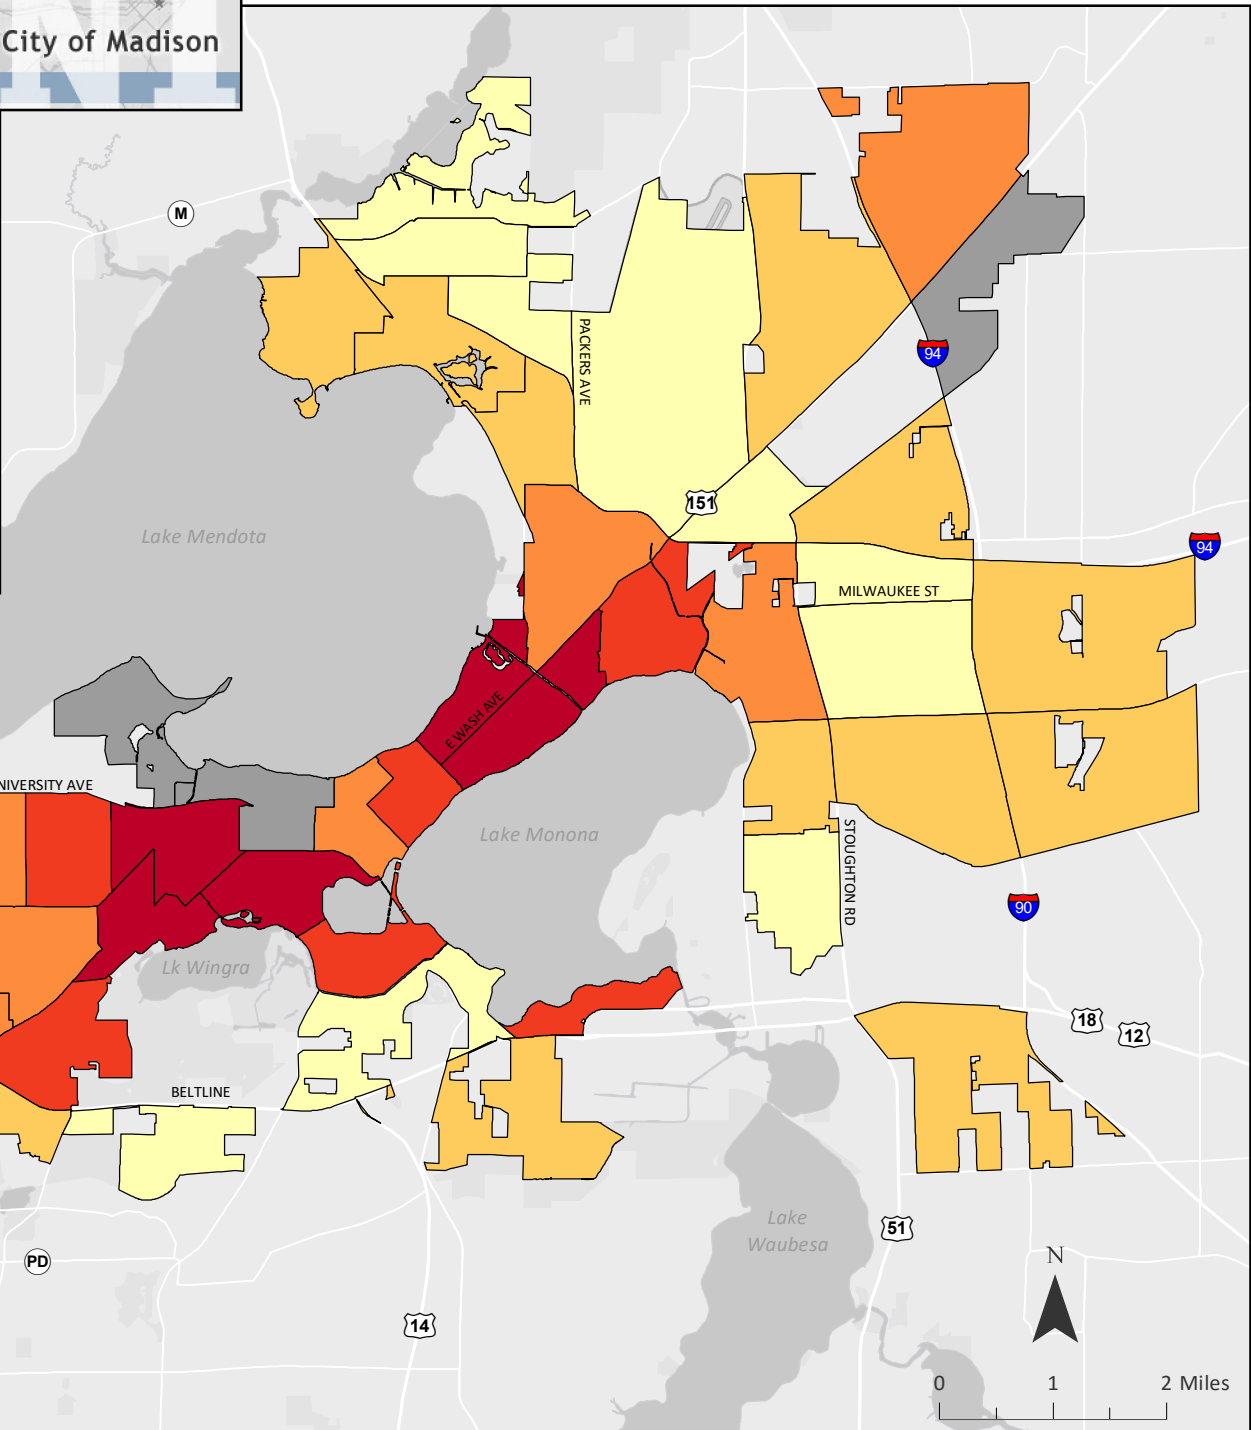 City of Madison
M
PACKERS AVE
94
151
Lake Mendota
94
MILWAUKEE ST
E WASH AVE
NIVERSITY AVE
Lake Monona
STOUGHTON RD
90
Lk Wingra
18
12
BELTLINE
Lake
Waubesa
51
PD
N
14
0 1 2 Miles